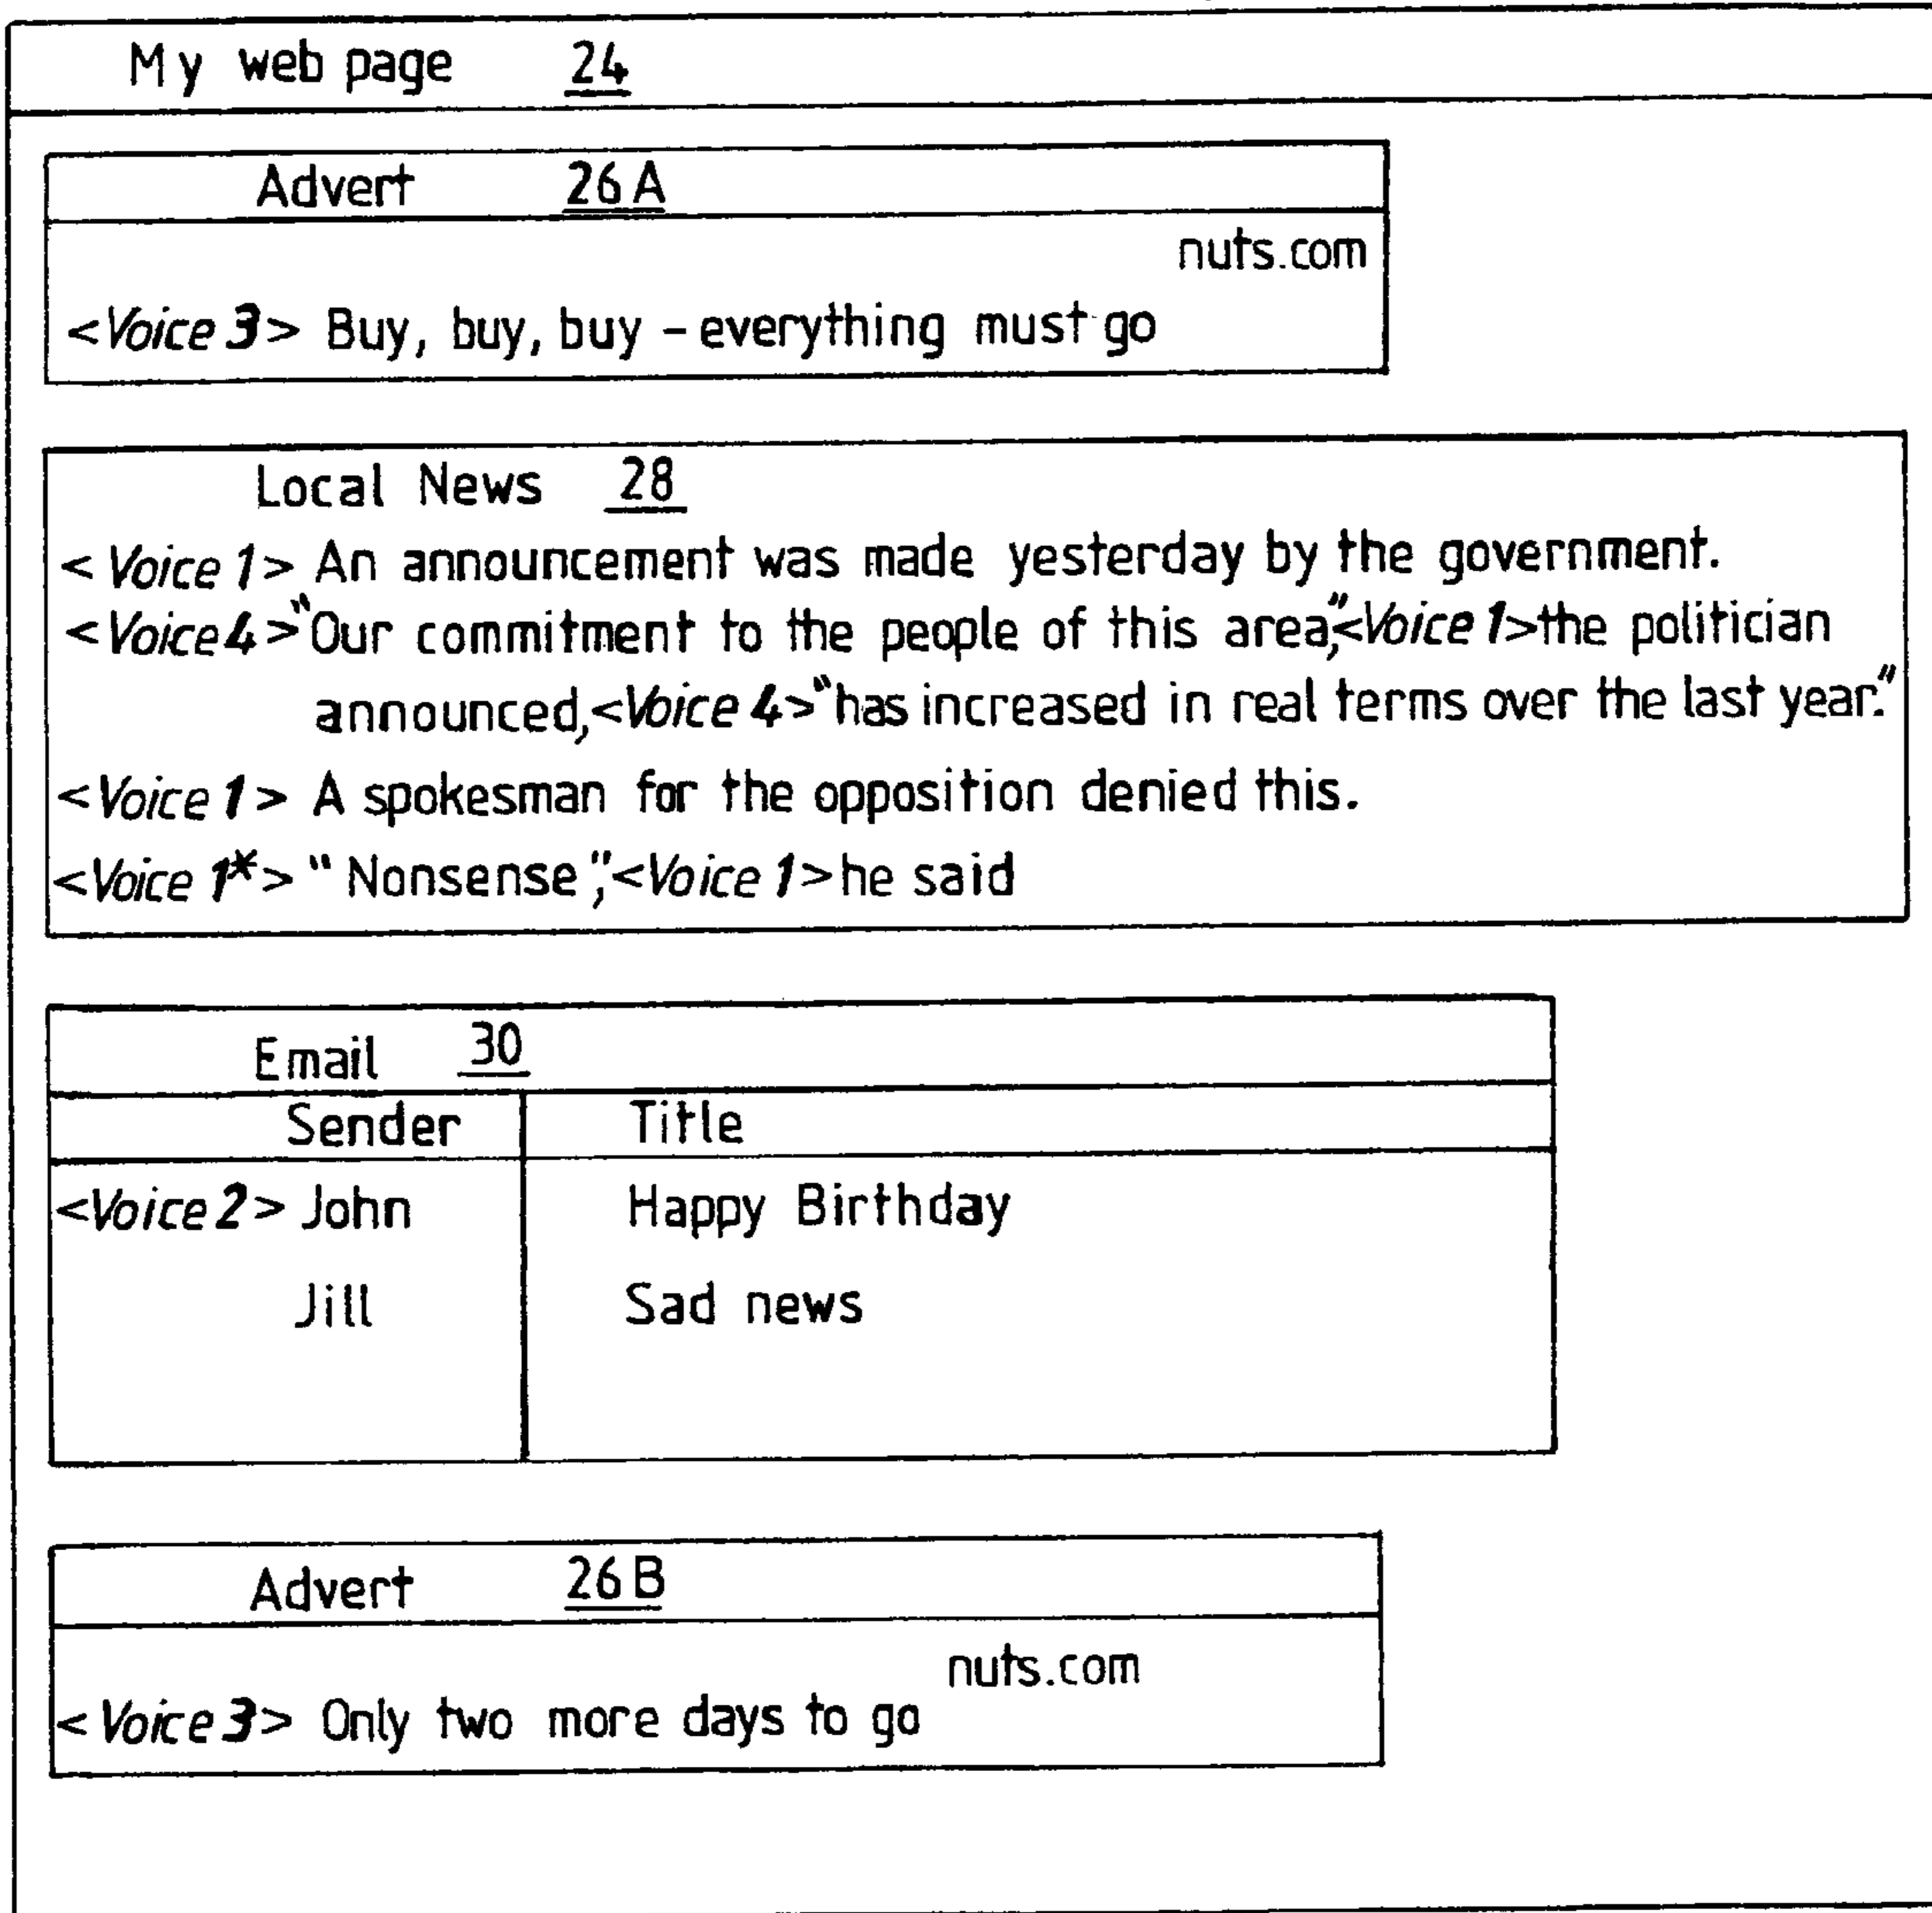 My web page 24
Advert 26A
nuts.com
<Voice 3> Buy, buy, buy – everything must go
Local News 28
<Voice 1> An announcement was made yesterday by the government.
<Voice 4> "Our commitment to the people of this area," <Voice 1> the politician
announced, <Voice 4> "has increased in real terms over the last year."
<Voice 1> A spokesman for the opposition denied this.
<Voice 1*> "Nonsense", <Voice 1> he said
Email 30
Sender Title
<Voice 2> John Happy Birthday
Jill Sad news
Advert 26B
nuts.com
<Voice 3> Only two more days to go